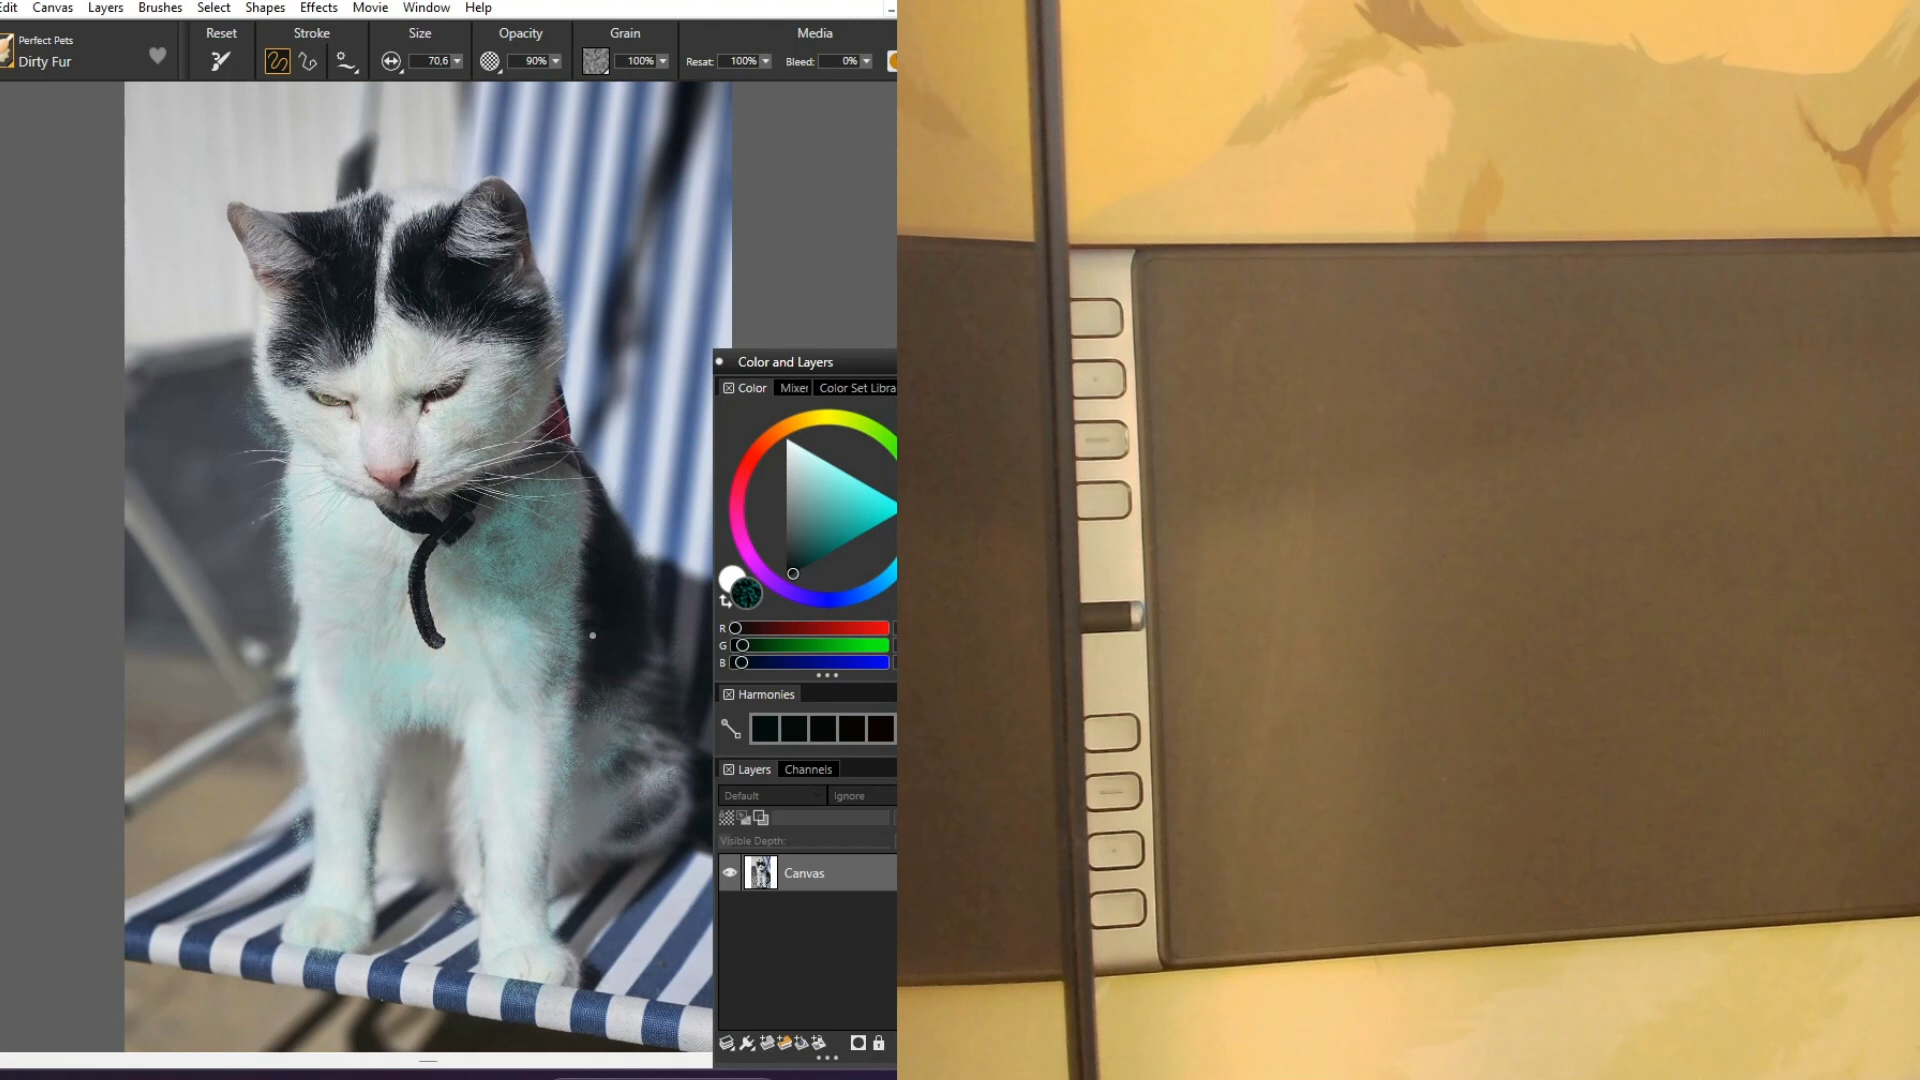 Canvas Layers Brushes Select Shapes Effects Movie Window Help
Perfect Pets
Dirty Fur
Reset Stroke Size Opacity Grain Media
70,6 90% 100% Resat: 100% Bleed: 0%
Color and Layers
Color Mixer Color Set Libra
R
G
B
Harmonies
Layers Channels
Default Ignore
Visible Depth:
Canvas